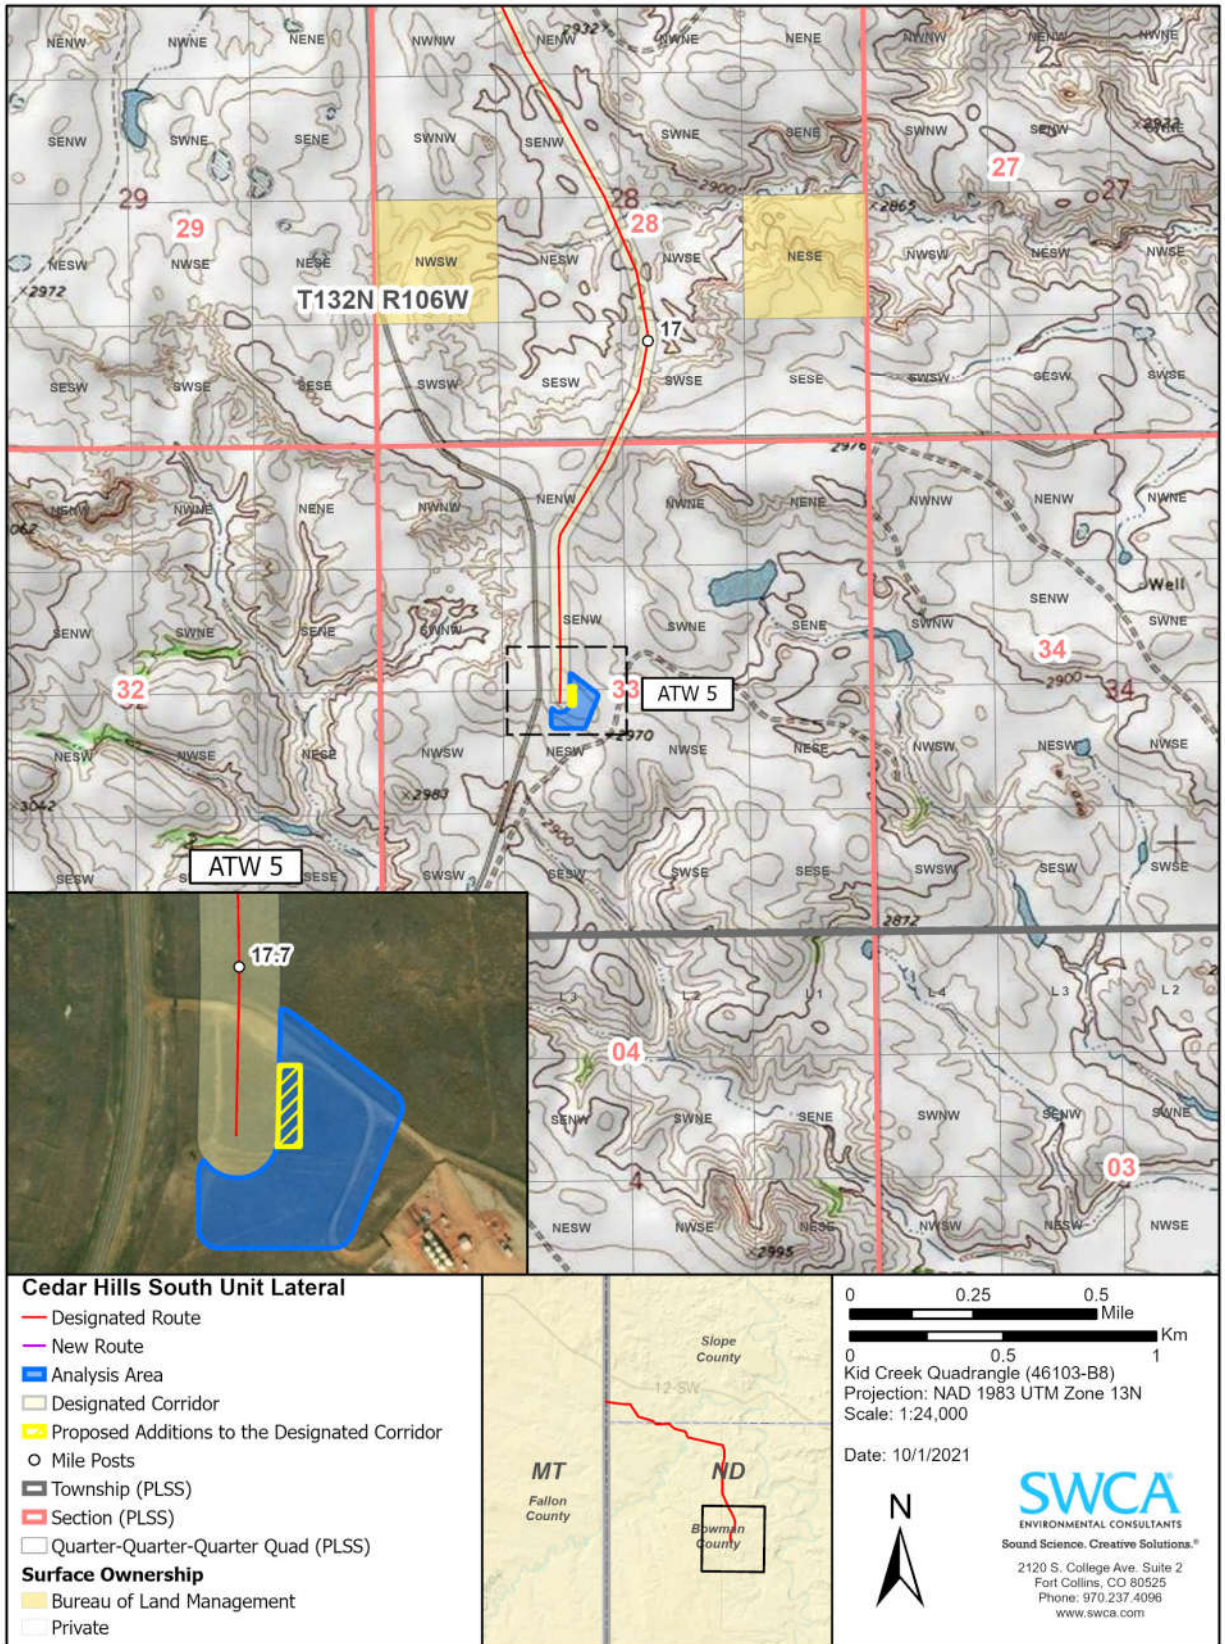 2932
NENW NWNE NENE NWNW NENW NWNE NENE NWNW NENW NWNE
SENW SWNE SENE SWNW SWNE SENE SWNW SENW 2932
2900
27
29 28 27
29 28
2865
NESW NWSE NESE NWSW NESW NWSE NESE NWSW NESW NWSE
×2972
T132N R106W
17
SESW SWSE SESE SWSW SESW SWSE SESE SWSW SESW SWSE
2976
NENW NWNE NENE NWNW NENW NWNE NENE NWNW NENW NWNE
Well
SENW SWNE SENE SWNW SENW SWNE SENE SWNW SENW SWNE
34
2900 34
32 33 ATW 5
×2970
NESW NWSE NESE NWSW NESW NWSE NESE NWSW NESW NWSE
×3042 ×2983
2900
ATW 5
SESW SESE SWSW SESW SWSE SESE SWSW SESW SWSE
2872
17.7
L 3 L 2 L 1 L 4 L 3 L 2
04
SENW SWNE SENE SWNW SENW SWNE
4 03
NESW NWSE NESE NWSW NESW NWSE
×2995
Cedar Hills South Unit Lateral
Designated Route
New Route
Analysis Area
Designated Corridor
Proposed Additions to the Designated Corridor
Mile Posts
Township (PLSS)
Section (PLSS)
Quarter-Quarter-Quarter Quad (PLSS)
Surface Ownership
Bureau of Land Management
Private
Slope
County
12-SW
MT ND
Fallon
County
Bowman
County
0 0.25 0.5
Mile
Km
0 0.5 1
Kid Creek Quadrangle (46103-B8)
Projection: NAD 1983 UTM Zone 13N
Scale: 1:24,000
Date: 10/1/2021
N
SWCA
ENVIRONMENTAL CONSULTANTS
Sound Science. Creative Solutions.®
2120 S. College Ave. Suite 2
Fort Collins, CO 80525
Phone: 970.237.4096
www.swca.com